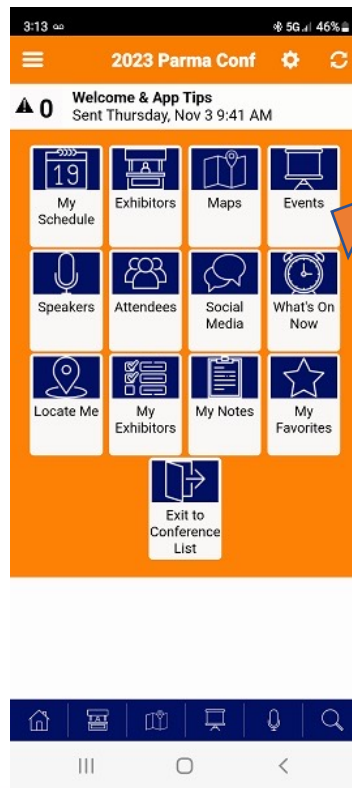 3:13
5G 46%
2023 Parma Conf
0
Welcome & App Tips
Sent Thursday, Nov 3 9:41 AM
19
My Schedule
Exhibitors
Maps
Events
Speakers
Attendees
Social Media
What's On Now
Locate Me
My Exhibitors
My Notes
My Favorites
Exit to
Conference
List